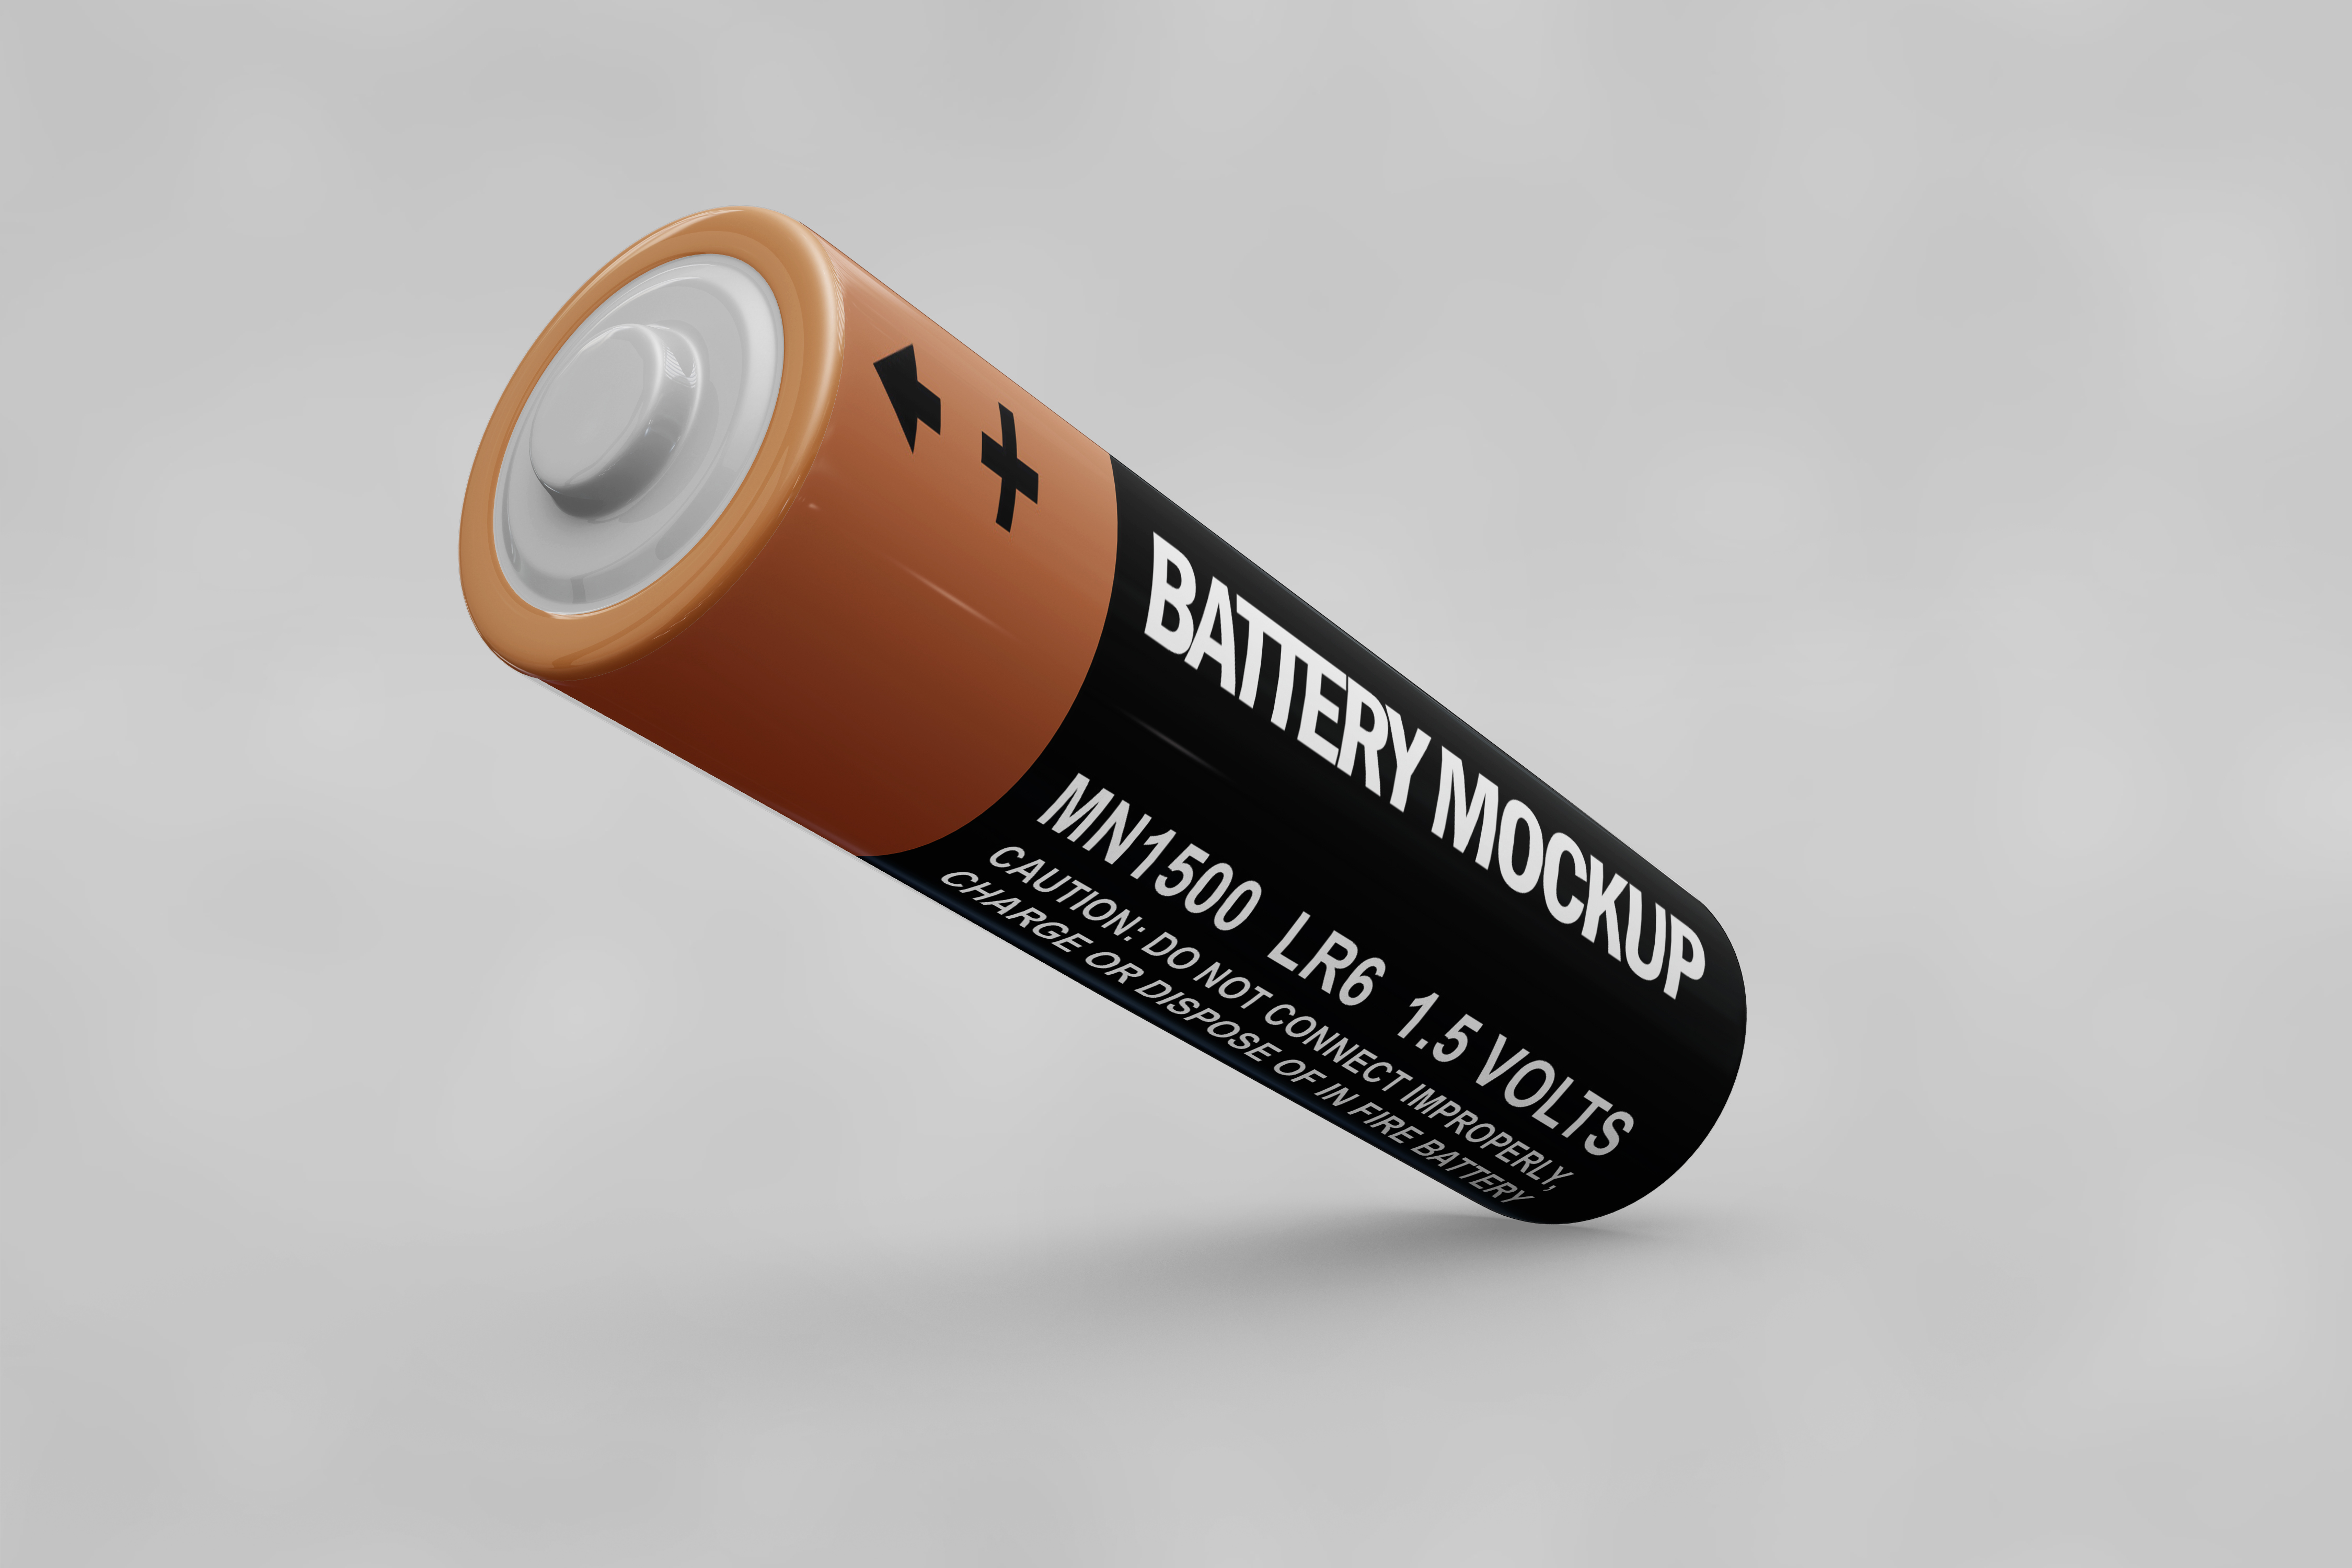 +
BATTERY MOCKUP
MN1500 LR6 1.5 VOLTS
CAUTION: DO NOT CONNECT IMPROPERLY,
CHARGE OR DISPOSE OF IN FIRE BATTERY